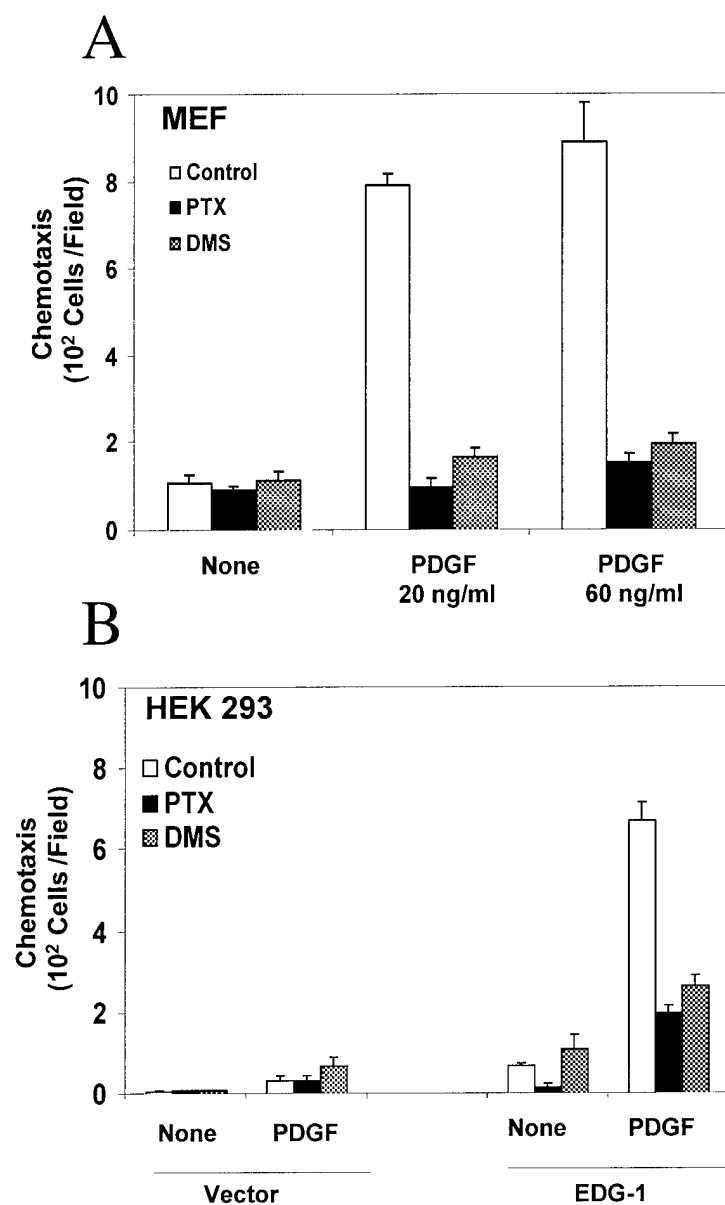 A
MEF
Control
PTX
DMS
Chemotaxis
(10² Cells /Field)
10
8
6
4
2
0
None
PDGF
20 ng/ml
PDGF
60 ng/ml
B
HEK 293
Control
PTX
DMS
Chemotaxis
(10² Cells /Field)
10
8
6
4
2
0
None
PDGF
None
PDGF
Vector
EDG-1